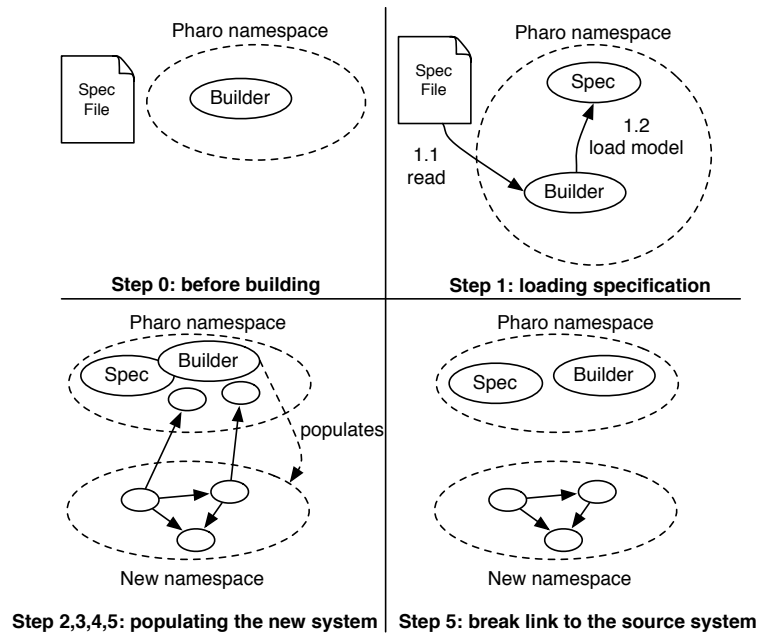 Pharo namespace
Spec
File
Builder
Step 0: before building
Pharo namespace
Spec
File
Spec
1.2
load model
1.1
read
Builder
Step 1: loading specification
Pharo namespace
Spec
Builder
populates
New namespace
Step 2,3,4,5: populating the new system
Pharo namespace
Spec
Builder
New namespace
Step 5: break link to the source system